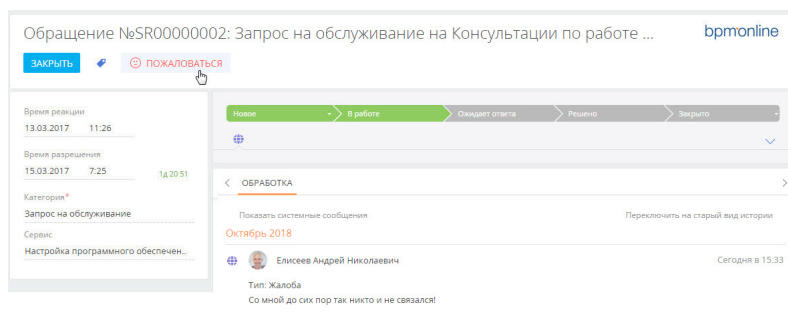 Обращение №SR00000002: Запрос на обслуживание на Консультации по работе ...
bpmonline
ЗАКРЫТЬ
ПОЖАЛОВАТЬСЯ
Время реакции
13.03.2017 11:26
Время разрешения
15.03.2017 7:25 1д 20:51
Категория*
Запрос на обслуживание
Сервис
Настройка программного обеспечен...
Новое В работе Ожидает ответа Решено Закрыто
ОБРАБОТКА
Показать системные сообщения Переключить на старый вид истории
Октябрь 2018
Елисеев Андрей Николаевич Сегодня в 15:33
Тип: Жалоба
Со мной до сих пор так никто и не связался!